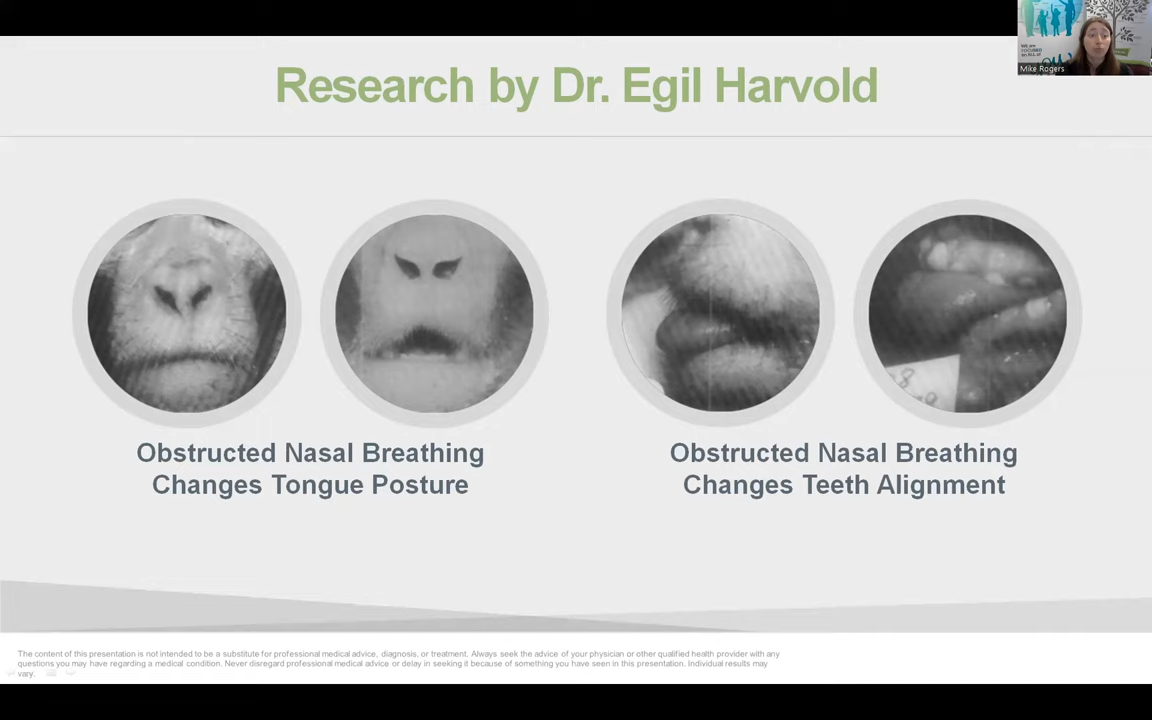 Research by Dr. Egil Harvold
WE ARE
FOCUSED
Mike Rogers
Obstructed Nasal Breathing
Changes Tongue Posture
Obstructed Nasal Breathing
Changes Teeth Alignment
The content of this presentation is not intended to be a substitute for professional medical advice, diagnosis, or treatment. Always seek the advice of your physician or other qualified health provider with any
questions you may have regarding a medical condition. Never disregard professional medical advice or delay in seeking it because of something you have seen in this presentation. Individual results may
vary.